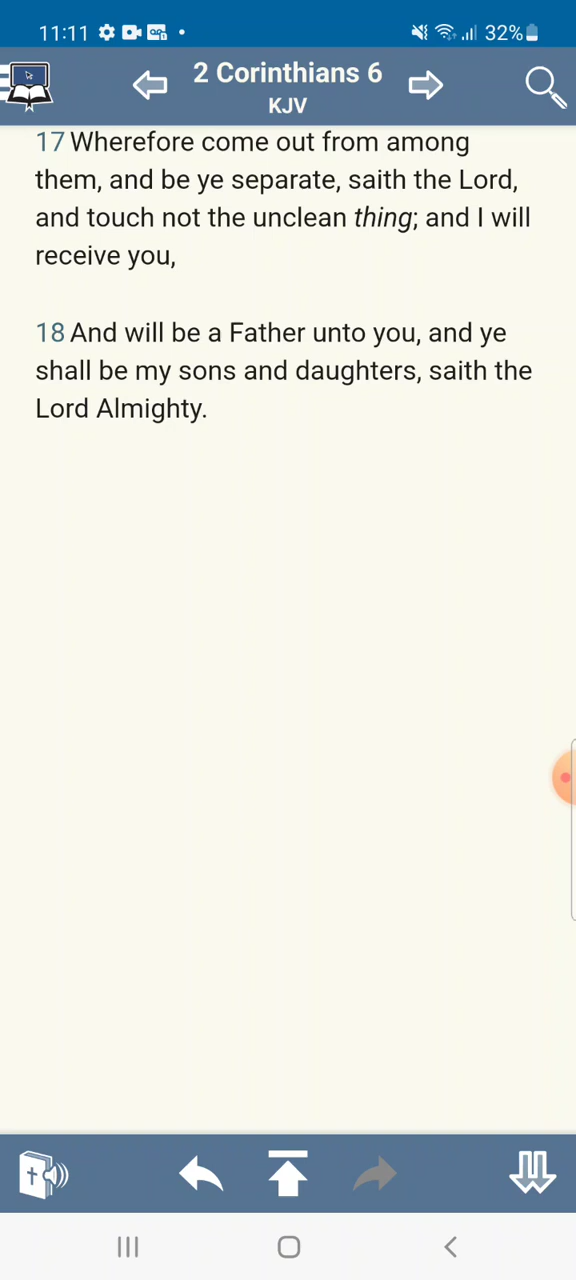 11:11 32%
2 Corinthians 6
KJV
17 Wherefore come out from among
them, and be ye separate, saith the Lord,
and touch not the unclean thing; and I will
receive you,
18 And will be a Father unto you, and ye
shall be my sons and daughters, saith the
Lord Almighty.